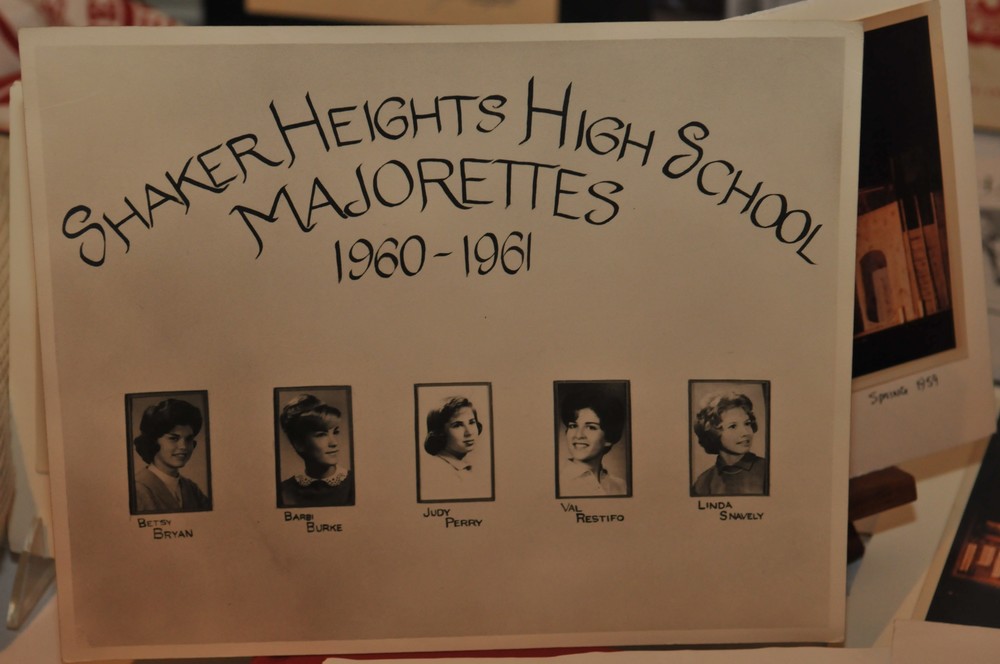 SHAKER HEIGHTS HIGH SCHOOL
MAJORETTES
1960-1961
BETSY
BRYAN
BARBI
BURKE
JUDY
PERRY
VAL
RESTIFO
LINDA
SNAVELY
Spring 1959